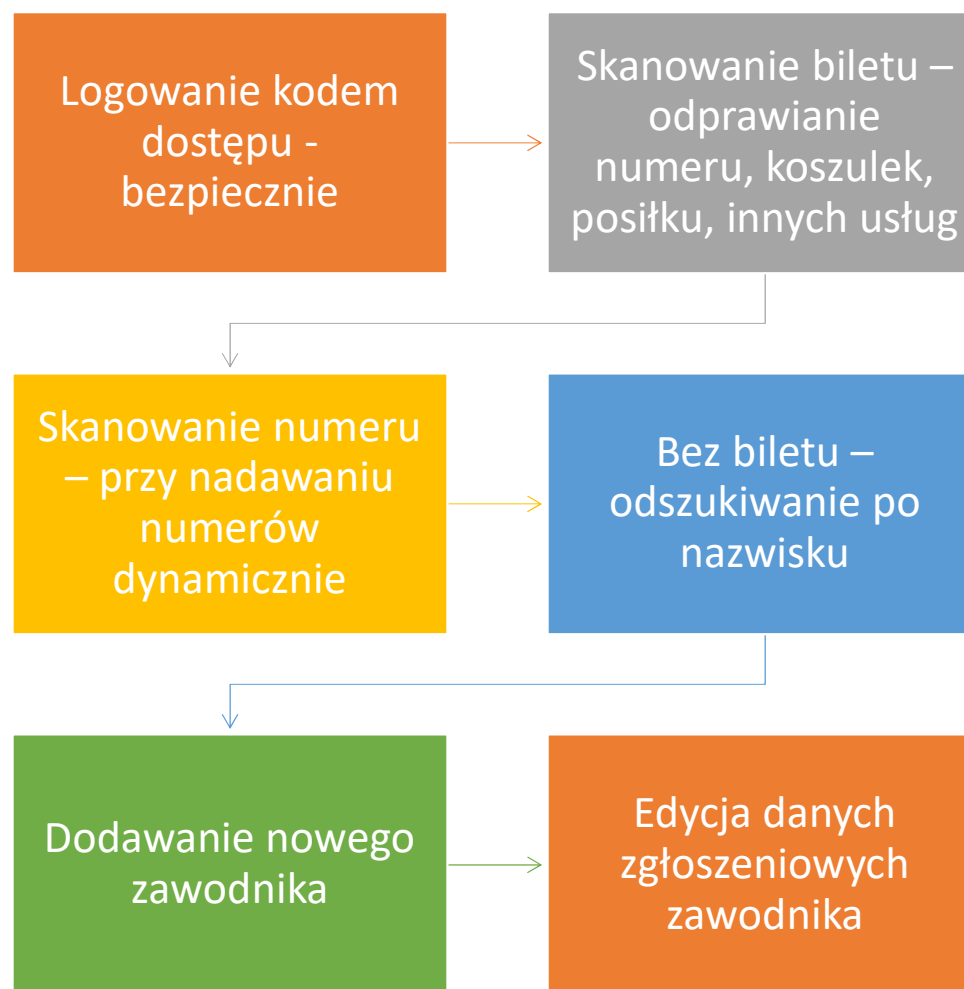 Logowanie kodem
dostępu -
bezpiecznie
Skanowanie biletu –
odprawianie
numeru, koszulek,
posiłku, innych usług
Skanowanie numeru
– przy nadawaniu
numerów
dynamicznie
Bez biletu –
odszukiwanie po
nazwisku
Dodawanie nowego
zawodnika
Edycja danych
zgłoszeniowych
zawodnika